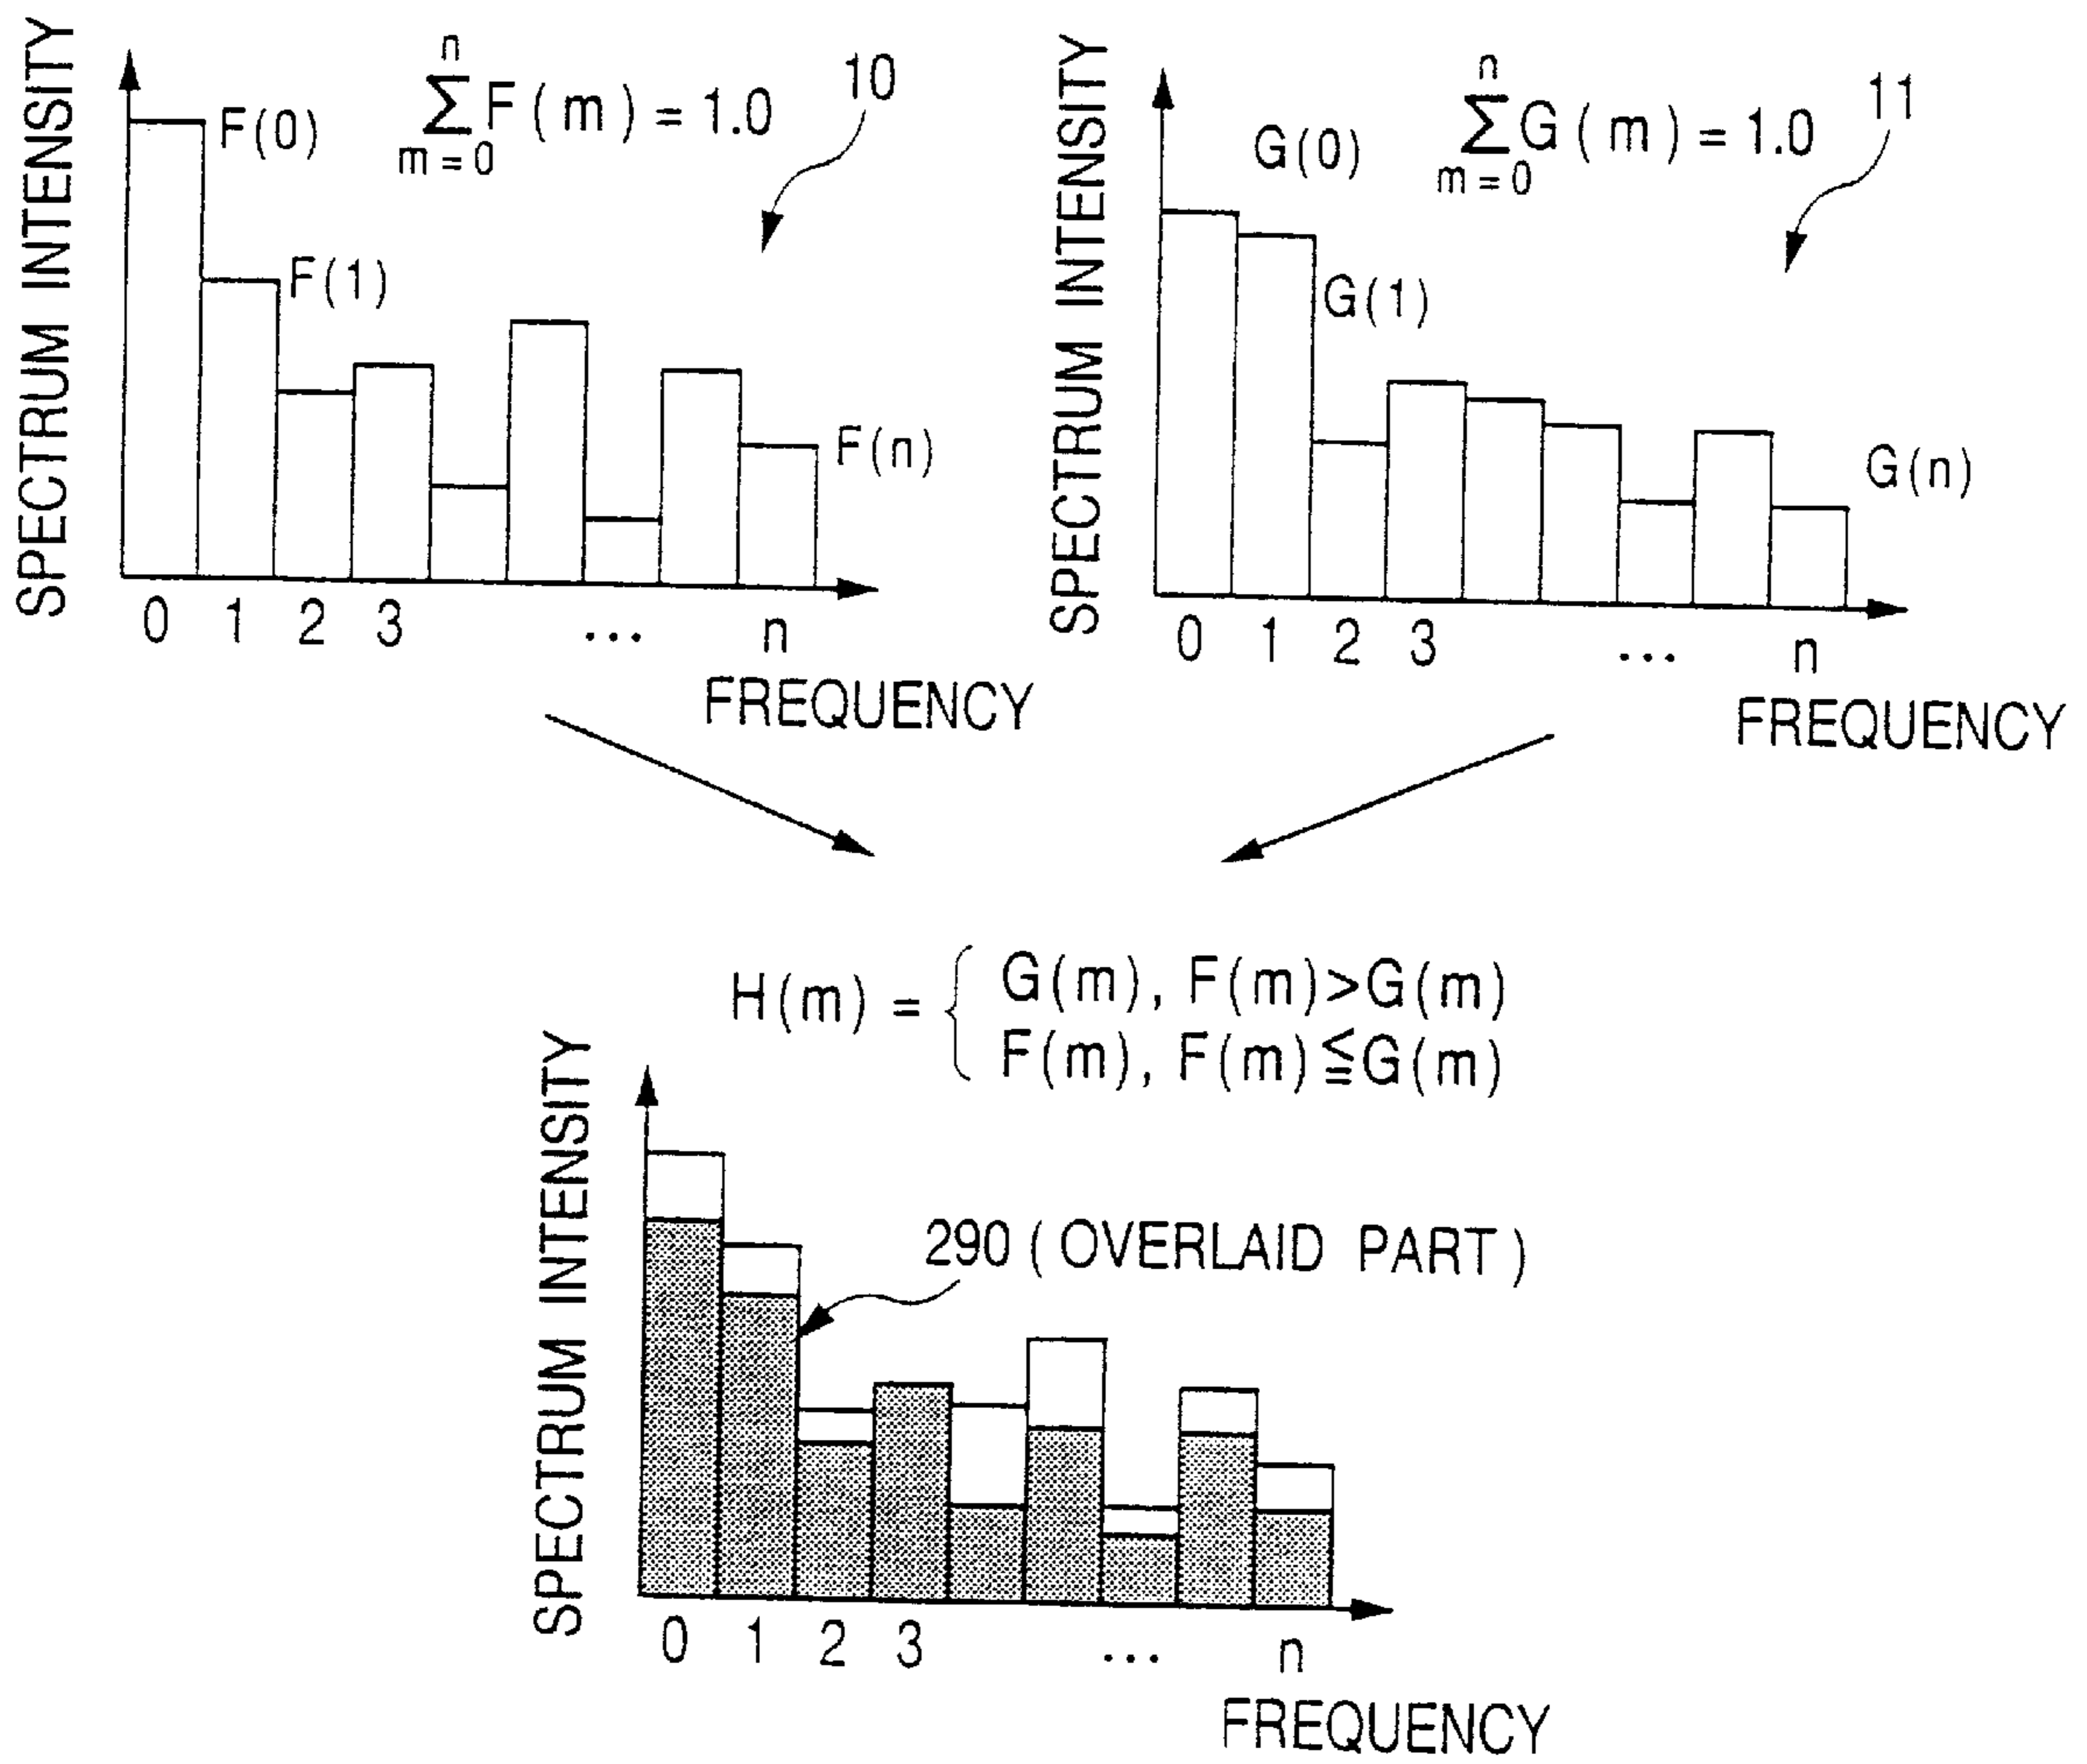 SPECTRUM INTENSITY
F(0)
n
Σ F(m) = 1.0
m = 0
10
F(1)
F(n)
0 1 2 3 ... n
FREQUENCY
SPECTRUM INTENSITY
G(0)
n
Σ G(m) = 1.0
m = 0
11
G(1)
G(n)
0 1 2 3 ... n
FREQUENCY
H(m) = { G(m), F(m)>G(m)
F(m), F(m)≦G(m)
SPECTRUM INTENSITY
290 (OVERLAID PART)
0 1 2 3 ... n
FREQUENCY